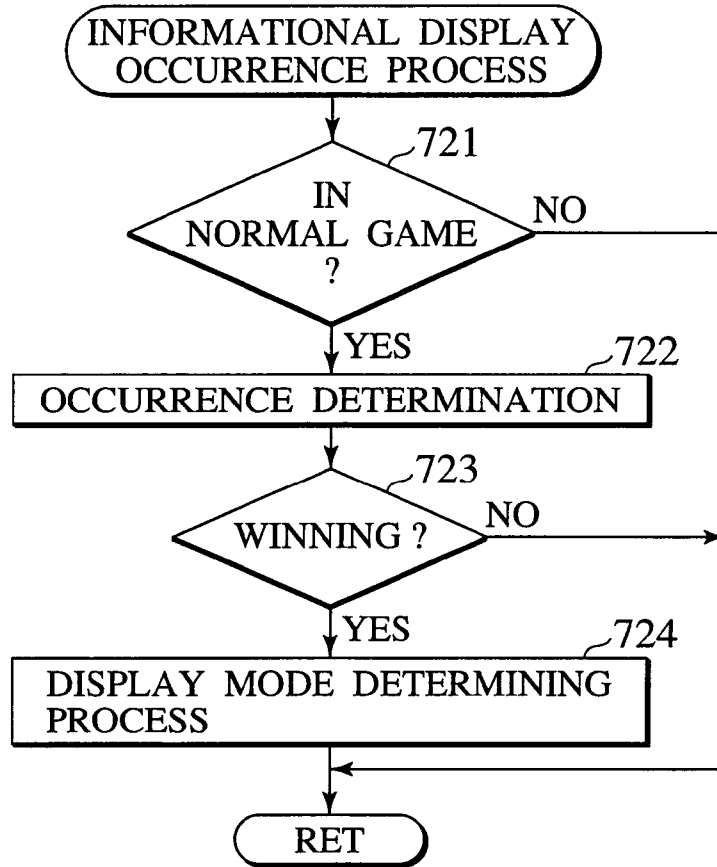 INFORMATIONAL DISPLAY
OCCURRENCE PROCESS
721
IN
NORMAL GAME
?
NO
YES
722
OCCURRENCE DETERMINATION
723
WINNING ?
NO
YES
724
DISPLAY MODE DETERMINING
PROCESS
RET